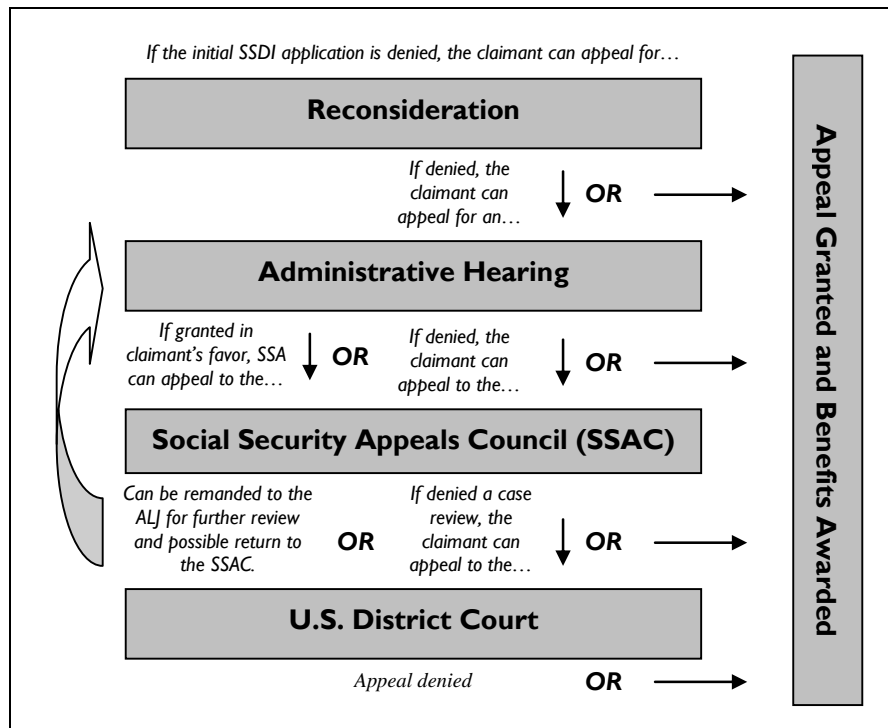 If the initial SSDI application is denied, the claimant can appeal for…
Reconsideration
If denied, the
claimant can
appeal for an…
OR
Administrative Hearing
If granted in
claimant's favor, SSA
can appeal to the…
OR
If denied, the
claimant can
appeal to the…
OR
Social Security Appeals Council (SSAC)
Can be remanded to the
ALJ for further review
and possible return to
the SSAC.
OR
If denied a case
review, the
claimant can
appeal to the…
OR
U.S. District Court
Appeal denied
OR
Appeal Granted and Benefits Awarded